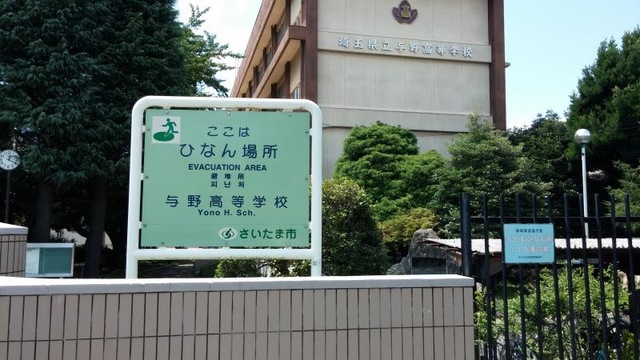 埼玉県立与野高等学校
ここは
ひなん場所
EVACUATION AREA
避難所
피난처
与野高等学校
Yono H. Sch.
さいたま市